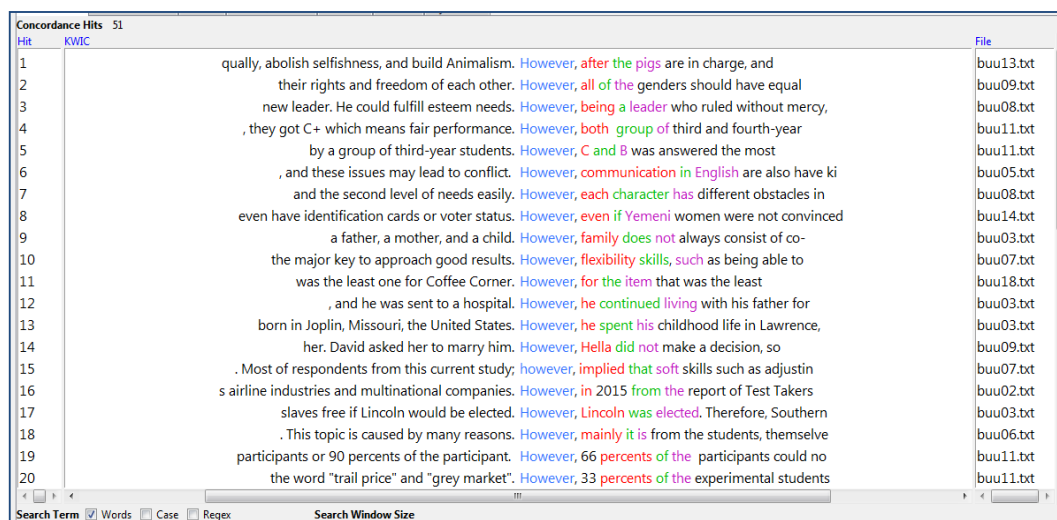 Concordance Hits 51
Hit KWIC File
1 qually, abolish selfishness, and build Animalism. However, after the pigs are in charge, and buu13.txt
2 their rights and freedom of each other. However, all of the genders should have equal buu09.txt
3 new leader. He could fulfill esteem needs. However, being a leader who ruled without mercy, buu08.txt
4 , they got C+ which means fair performance. However, both group of third and fourth-year buu11.txt
5 by a group of third-year students. However, C and B was answered the most buu11.txt
6 , and these issues may lead to conflict. However, communication in English are also have ki buu05.txt
7 and the second level of needs easily. However, each character has different obstacles in buu08.txt
8 even have identification cards or voter status. However, even if Yemeni women were not convinced buu14.txt
9 a father, a mother, and a child. However, family does not always consist of co- buu03.txt
10 the major key to approach good results. However, flexibility skills, such as being able to buu07.txt
11 was the least one for Coffee Corner. However, for the item that was the least buu18.txt
12 , and he was sent to a hospital. However, he continued living with his father for buu03.txt
13 born in Joplin, Missouri, the United States. However, he spent his childhood life in Lawrence, buu03.txt
14 her. David asked her to marry him. However, Hella did not make a decision, so buu09.txt
15 . Most of respondents from this current study; however, implied that soft skills such as adjustin buu07.txt
16 s airline industries and multinational companies. However, in 2015 from the report of Test Takers buu02.txt
17 slaves free if Lincoln would be elected. However, Lincoln was elected. Therefore, Southern buu03.txt
18 . This topic is caused by many reasons. However, mainly it is from the students, themselve buu06.txt
19 participants or 90 percents of the participant. However, 66 percents of the participants could no buu11.txt
20 the word "trail price" and "grey market". However, 33 percents of the experimental students buu11.txt
Search Term Words Case Regex Search Window Size